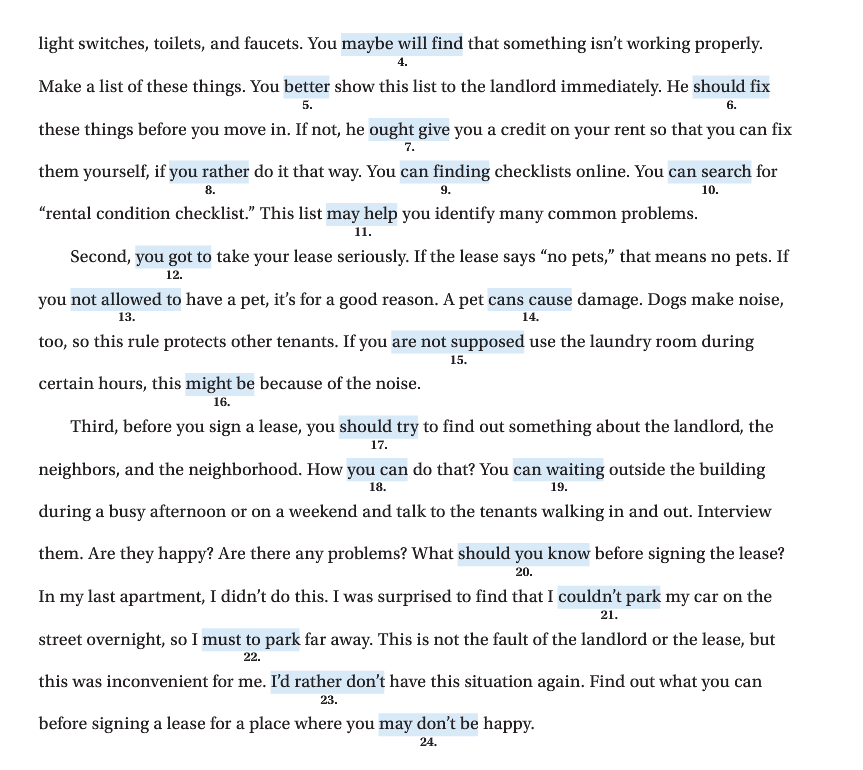 light switches, toilets, and faucets. You maybe will find that something isn’t working properly.
4.
Make a list of these things. You better show this list to the landlord immediately. He should fix
5. 6.
these things before you move in. If not, he ought give you a credit on your rent so that you can fix
7.
them yourself, if you rather do it that way. You can finding checklists online. You can search for
8. 9. 10.
“rental condition checklist.” This list may help you identify many common problems.
11.
Second, you got to take your lease seriously. If the lease says “no pets,” that means no pets. If
12.
you not allowed to have a pet, it’s for a good reason. A pet cans cause damage. Dogs make noise,
13. 14.
too, so this rule protects other tenants. If you are not supposed use the laundry room during
15.
certain hours, this might be because of the noise.
16.
Third, before you sign a lease, you should try to find out something about the landlord, the
17.
neighbors, and the neighborhood. How you can do that? You can waiting outside the building
18. 19.
during a busy afternoon or on a weekend and talk to the tenants walking in and out. Interview
them. Are they happy? Are there any problems? What should you know before signing the lease?
20.
In my last apartment, I didn’t do this. I was surprised to find that I couldn’t park my car on the
21.
street overnight, so I must to park far away. This is not the fault of the landlord or the lease, but
22.
this was inconvenient for me. I’d rather don’t have this situation again. Find out what you can
23.
before signing a lease for a place where you may don’t be happy.
24.